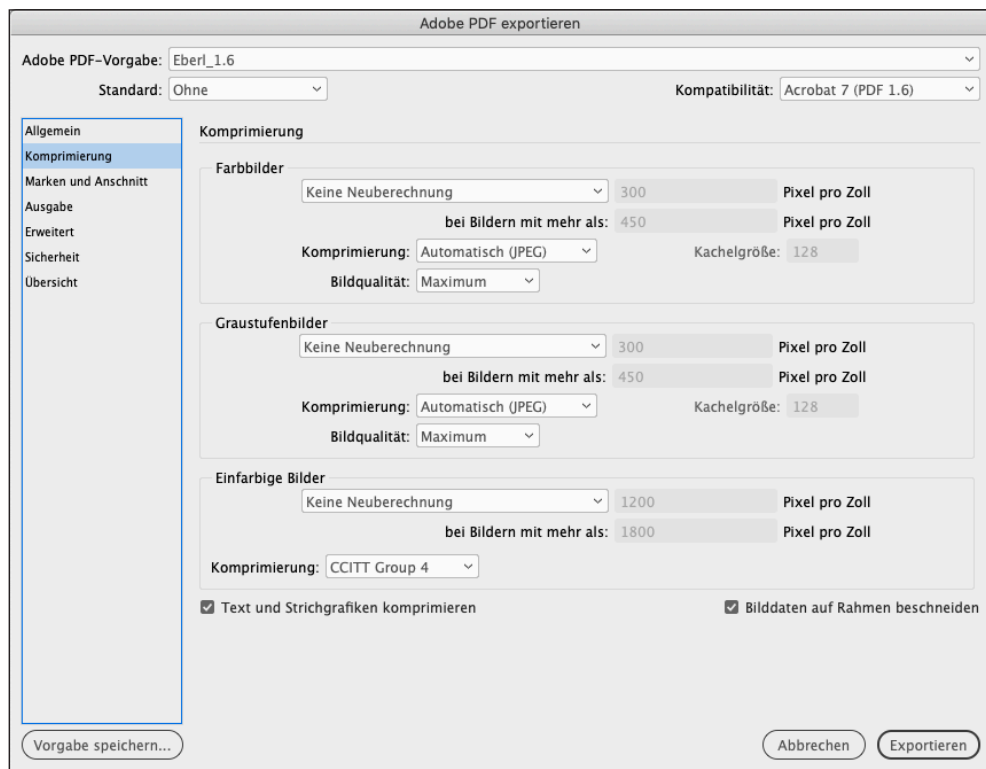 Adobe PDF exportieren
Adobe PDF-Vorgabe: Eberl_1.6
Standard: Ohne Kompatibilität: Acrobat 7 (PDF 1.6)
Allgemein
Komprimierung
Marken und Anschnitt
Ausgabe
Erweitert
Sicherheit
Übersicht
Komprimierung
Farbbilder
Keine Neuberechnung 300 Pixel pro Zoll
bei Bildern mit mehr als: 450 Pixel pro Zoll
Komprimierung: Automatisch (JPEG) Kachelgröße: 128
Bildqualität: Maximum
Graustufenbilder
Keine Neuberechnung 300 Pixel pro Zoll
bei Bildern mit mehr als: 450 Pixel pro Zoll
Komprimierung: Automatisch (JPEG) Kachelgröße: 128
Bildqualität: Maximum
Einfarbige Bilder
Keine Neuberechnung 1200 Pixel pro Zoll
bei Bildern mit mehr als: 1800 Pixel pro Zoll
Komprimierung: CCITT Group 4
Text und Strichgrafiken komprimieren Bilddaten auf Rahmen beschneiden
Vorgabe speichern... Abbrechen Exportieren